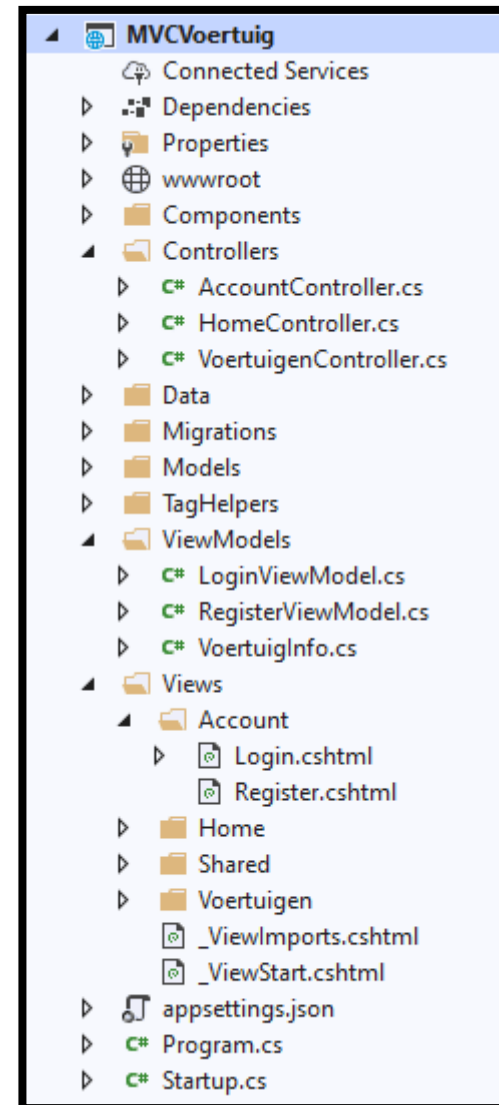 MVCVoertuig
Connected Services
Dependencies
Properties
wwwroot
Components
Controllers
C# AccountController.cs
C# HomeController.cs
C# VoertuigenController.cs
Data
Migrations
Models
TagHelpers
ViewModels
C# LoginViewModel.cs
C# RegisterViewModel.cs
C# VoertuigInfo.cs
Views
Account
Login.cshtml
Register.cshtml
Home
Shared
Voertuigen
_ViewImports.cshtml
_ViewStart.cshtml
appsettings.json
C# Program.cs
C# Startup.cs